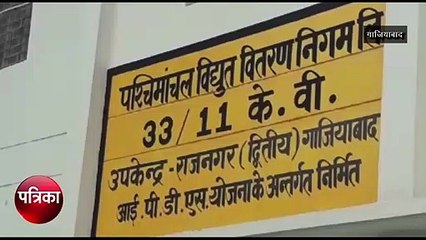 गाजियाबाद
पश्चिमांचल विद्युत वितरण निगम लि
33/11 के. वी.
उपकेन्द्र-राजनगर (द्वितीय) गाजियाबाद
आई.पी.डी.एस.योजना के अन्तर्गत निर्मित
पत्रिका